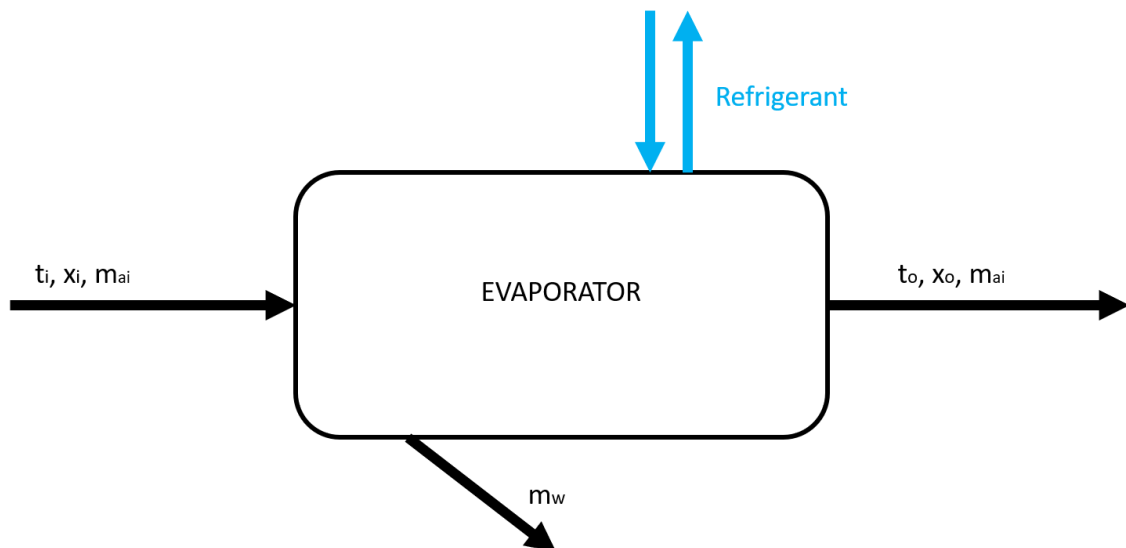 Refrigerant
ti, xi, mai
EVAPORATOR
to, xo, mai
mw